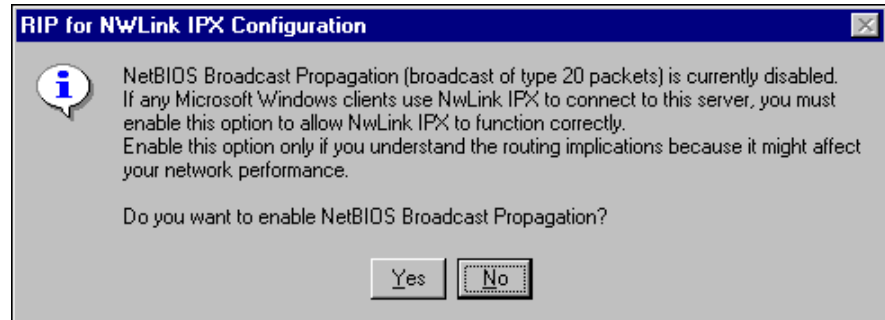 RIP for NWLink IPX Configuration
NetBIOS Broadcast Propagation (broadcast of type 20 packets) is currently disabled.
If any Microsoft Windows clients use NwLink IPX to connect to this server, you must
enable this option to allow NwLink IPX to function correctly.
Enable this option only if you understand the routing implications because it might affect
your network performance.
Do you want to enable NetBIOS Broadcast Propagation?
Yes No